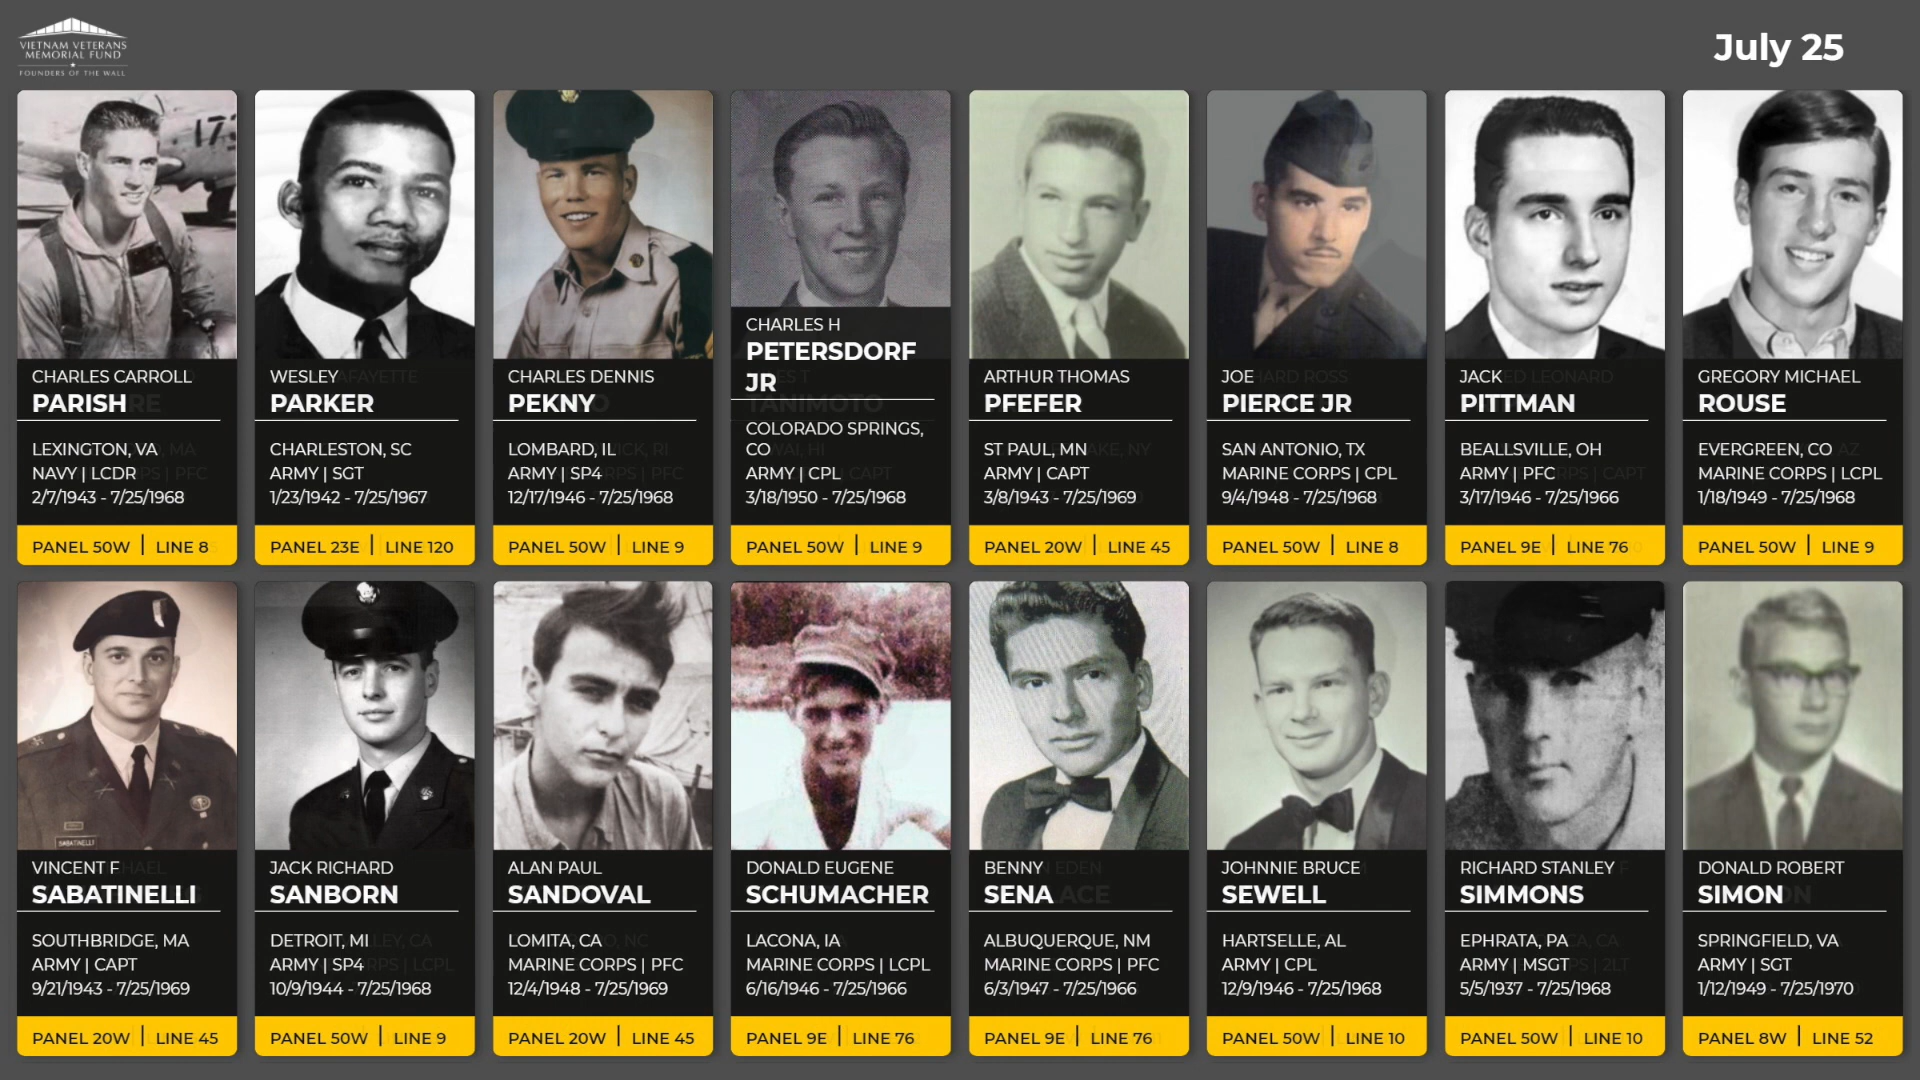 VIETNAM VETERANS
MEMORIAL FUND
FOUNDERS OF THE WALL
July 25
CHARLES CARROLL
PARISH
LEXINGTON, VA
NAVY | LCDR
2/7/1943 - 7/25/1968
PANEL 50W | LINE 8
WESLEY
PARKER
CHARLESTON, SC
ARMY | SGT
1/23/1942 - 7/25/1967
PANEL 23E | LINE 120
CHARLES DENNIS
PEKNY
LOMBARD, IL
ARMY | SP4
12/17/1946 - 7/25/1968
PANEL 50W | LINE 9
CHARLES H
PETERSDORF
JR
COLORADO SPRINGS,
CO
ARMY | CPL
3/18/1950 - 7/25/1968
PANEL 50W | LINE 9
ARTHUR THOMAS
PFEFER
ST PAUL, MN
ARMY | CAPT
3/8/1943 - 7/25/1969
PANEL 20W | LINE 45
JOE
PIERCE JR
SAN ANTONIO, TX
MARINE CORPS | CPL
9/4/1948 - 7/25/1968
PANEL 50W | LINE 8
JACK
PITTMAN
BEALLSVILLE, OH
ARMY | PFC
3/17/1946 - 7/25/1966
PANEL 9E | LINE 76
GREGORY MICHAEL
ROUSE
EVERGREEN, CO
MARINE CORPS | LCPL
1/18/1949 - 7/25/1968
PANEL 50W | LINE 9
VINCENT F
SABATINELLI
SOUTHBRIDGE, MA
ARMY | CAPT
9/21/1943 - 7/25/1969
PANEL 20W | LINE 45
JACK RICHARD
SANBORN
DETROIT, MI
ARMY | SP4
10/9/1944 - 7/25/1968
PANEL 50W | LINE 9
ALAN PAUL
SANDOVAL
LOMITA, CA
MARINE CORPS | PFC
12/4/1948 - 7/25/1969
PANEL 20W | LINE 45
DONALD EUGENE
SCHUMACHER
LACONA, IA
MARINE CORPS | LCPL
6/16/1946 - 7/25/1966
PANEL 9E | LINE 76
BENNY
SENA
ALBUQUERQUE, NM
MARINE CORPS | PFC
6/3/1947 - 7/25/1966
PANEL 9E | LINE 76
JOHNNIE BRUCE
SEWELL
HARTSELLE, AL
ARMY | CPL
12/9/1946 - 7/25/1968
PANEL 50W | LINE 10
RICHARD STANLEY
SIMMONS
EPHRATA, PA
ARMY | MSGT
5/5/1937 - 7/25/1968
PANEL 50W | LINE 10
DONALD ROBERT
SIMON
SPRINGFIELD, VA
ARMY | SGT
1/12/1949 - 7/25/1970
PANEL 8W | LINE 52